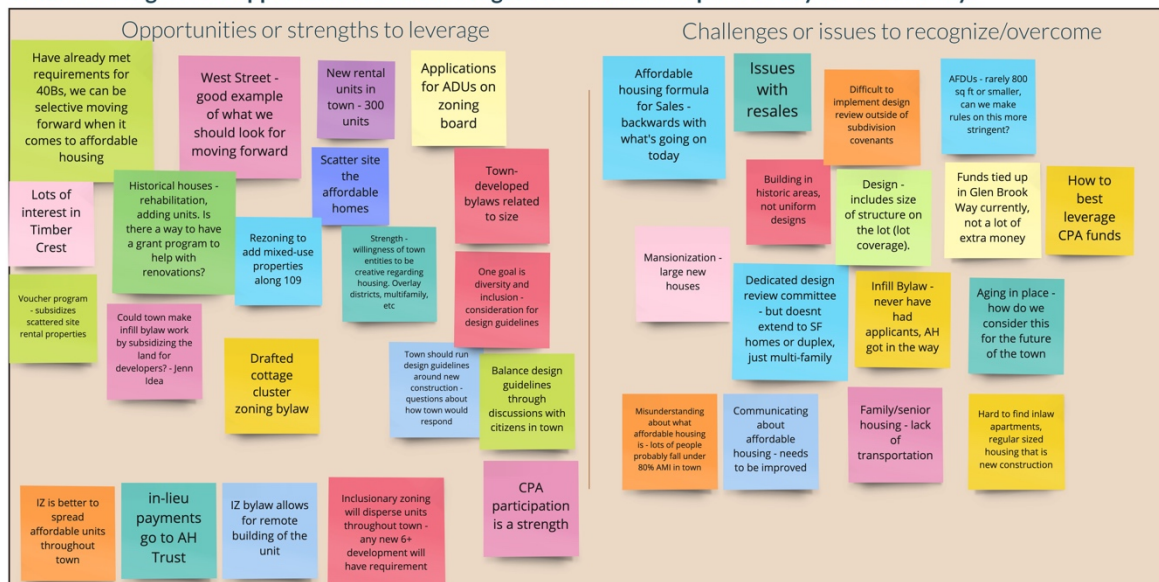 Opportunities or strengths to leverage
Challenges or issues to recognize/overcome
Have already met
requirements for
40Bs, we can be
selective moving
forward when it
comes to affordable
housing
West Street -
good example
of what we
should look for
moving forward
New rental
units in
town - 300
units
Applications
for ADUs on
zoning
board
Scatter site
the
affordable
homes
Town-
developed
bylaws related
to size
Lots of
interest in
Timber
Crest
Historical houses -
rehabilitation,
adding units. Is
there a way to have
a grant program to
help with
renovations?
Rezoning to
add mixed-use
properties
along 109
Strength -
willingness of town
entities to be
creative regarding
housing. Overlay
districts, multifamily,
etc
One goal is
diversity and
inclusion -
consideration for
design guidelines
Voucher program
- subsidizes
scattered site
rental properties
Could town make
infill bylaw work
by subsidizing the
land for
developers? - Jenn
Idea
Drafted
cottage
cluster
zoning bylaw
Town should run
design guidelines
around new
construction -
questions about
how town would
respond
Balance design
guidelines
through
discussions with
citizens in town
CPA
participation
is a strength
IZ is better to
spread
affordable units
throughout
town
in-lieu
payments
go to AH
Trust
IZ bylaw allows
for remote
building of the
unit
Inclusionary zoning
will disperse units
throughout town -
any new 6+
development will
have requirement
Affordable
housing formula
for Sales -
backwards with
what's going on
today
Issues
with
resales
Difficult to
implement design
review outside of
subdivision
covenants
AFDUs - rarely 800
sq ft or smaller,
can we make
rules on this more
stringent?
Building in
historic areas,
not uniform
designs
Design -
includes size
of structure on
the lot (lot
coverage).
Funds tied up
in Glen Brook
Way currently,
not a lot of
extra money
How to
best
leverage
CPA funds
Mansionization -
large new
houses
Dedicated design
review committee
- but doesnt
extend to SF
homes or duplex,
just multi-family
Infill Bylaw -
never have
had
applicants, AH
got in the way
Aging in place -
how do we
consider this
for the future
of the town
Misunderstanding
about what
affordable housing
is - lots of people
probably fall under
80% AMI in town
Communicating
about
affordable
housing - needs
to be improved
Family/senior
housing - lack
of
transportation
Hard to find inlaw
apartments,
regular sized
housing that is
new construction